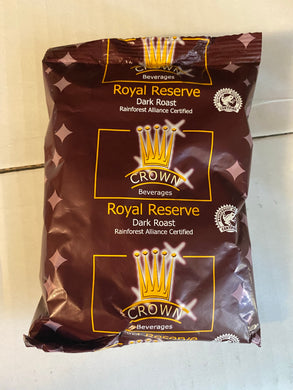 CROWN
Beverages
Royal Reserve
Dark Roast
Rainforest Alliance Certified
CROWN
Beverages
Royal Reserve
Dark Roast
Rainforest Alliance Certified
CROWN
Beverages